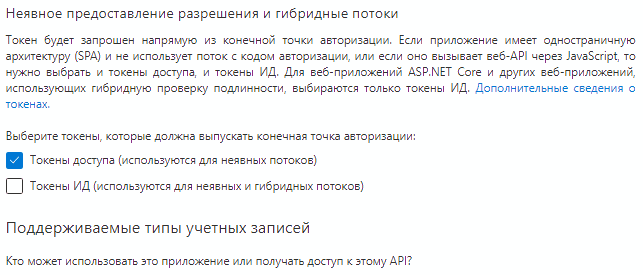 Неявное предоставление разрешения и гибридные потоки
Токен будет запрошен напрямую из конечной точки авторизации. Если приложение имеет одностраничную
архитектуру (SPA) и не использует поток с кодом авторизации, или если оно вызывает веб-API через JavaScript, то
нужно выбрать и токены доступа, и токены ИД. Для веб-приложений ASP.NET Core и других веб-приложений,
использующих гибридную проверку подлинности, выбираются только токены ИД. Дополнительные сведения о
токенах.
Выберите токены, которые должна выпускать конечная точка авторизации:
Токены доступа (используются для неявных потоков)
Токены ИД (используются для неявных и гибридных потоков)
Поддерживаемые типы учетных записей
Кто может использовать это приложение или получать доступ к этому API?